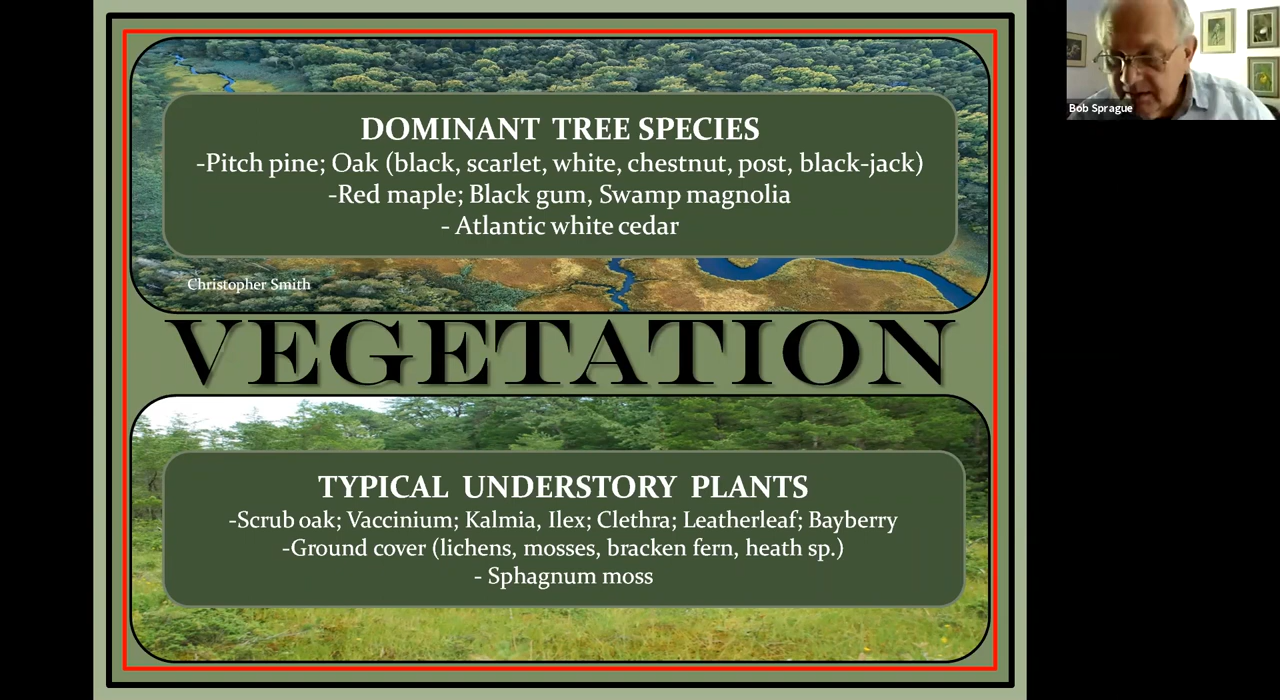 DOMINANT TREE SPECIES
-Pitch pine; Oak (black, scarlet, white, chestnut, post, black-jack)
-Red maple; Black gum, Swamp magnolia
- Atlantic white cedar
Christopher Smith
VEGETATION
TYPICAL UNDERSTORY PLANTS
-Scrub oak; Vaccinium; Kalmia, Ilex; Clethra; Leatherleaf; Bayberry
-Ground cover (lichens, mosses, bracken fern, heath sp.)
- Sphagnum moss
Bob Sprague